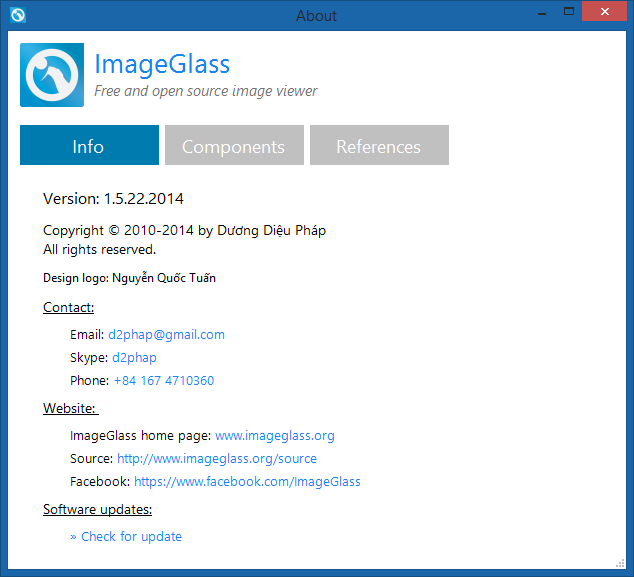 About
ImageGlass
Free and open source image viewer
Info
Components
References
Version: 1.5.22.2014
Copyright © 2010-2014 by Dương Diệu Pháp
All rights reserved.
Design logo: Nguyễn Quốc Tuấn
Contact:
Email: d2phap@gmail.com
Skype: d2phap
Phone: +84 167 4710360
Website:
ImageGlass home page: www.imageglass.org
Source: http://www.imageglass.org/source
Facebook: https://www.facebook.com/ImageGlass
Software updates:
» Check for update